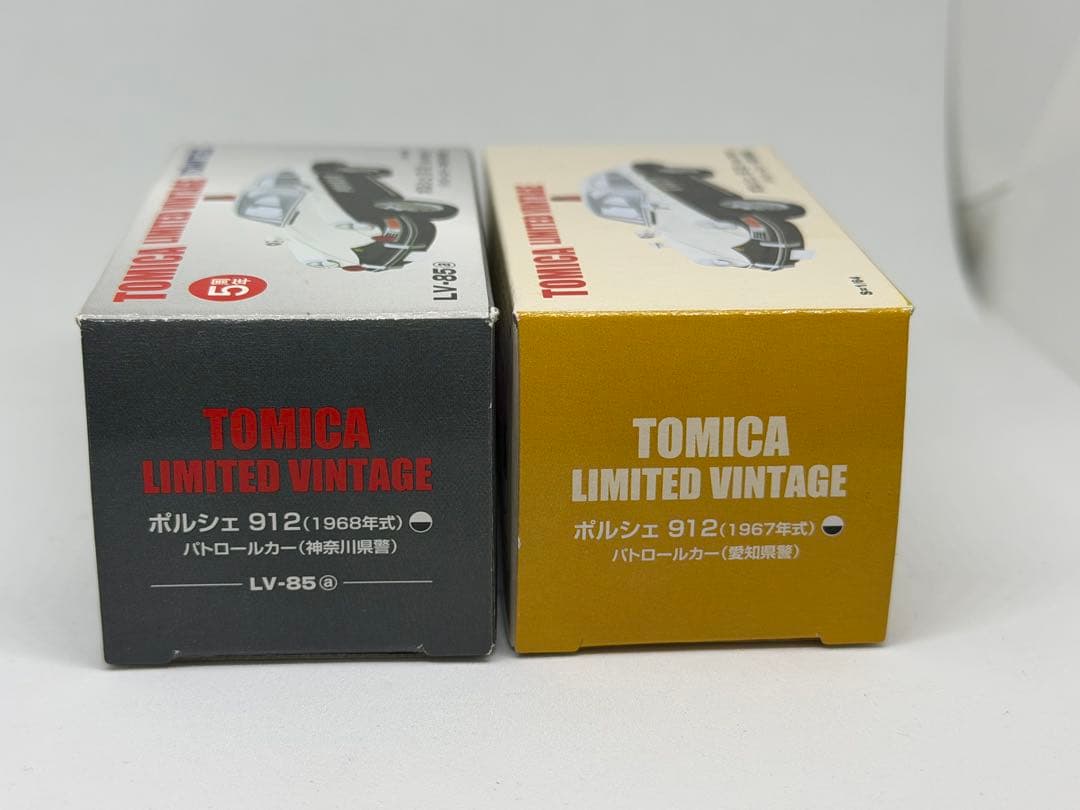 TOMICA LIMITED VINTAGE
5周年
LV-85ⓐ
TOMICA
LIMITED VINTAGE
ポルシェ 912(1968年式)
パトロールカー(神奈川県警)
LV-85ⓐ
TOMICA LIMITED VINTAGE
S=1/64
TOMICA
LIMITED VINTAGE
ポルシェ 912(1967年式)
パトロールカー(愛知県警)